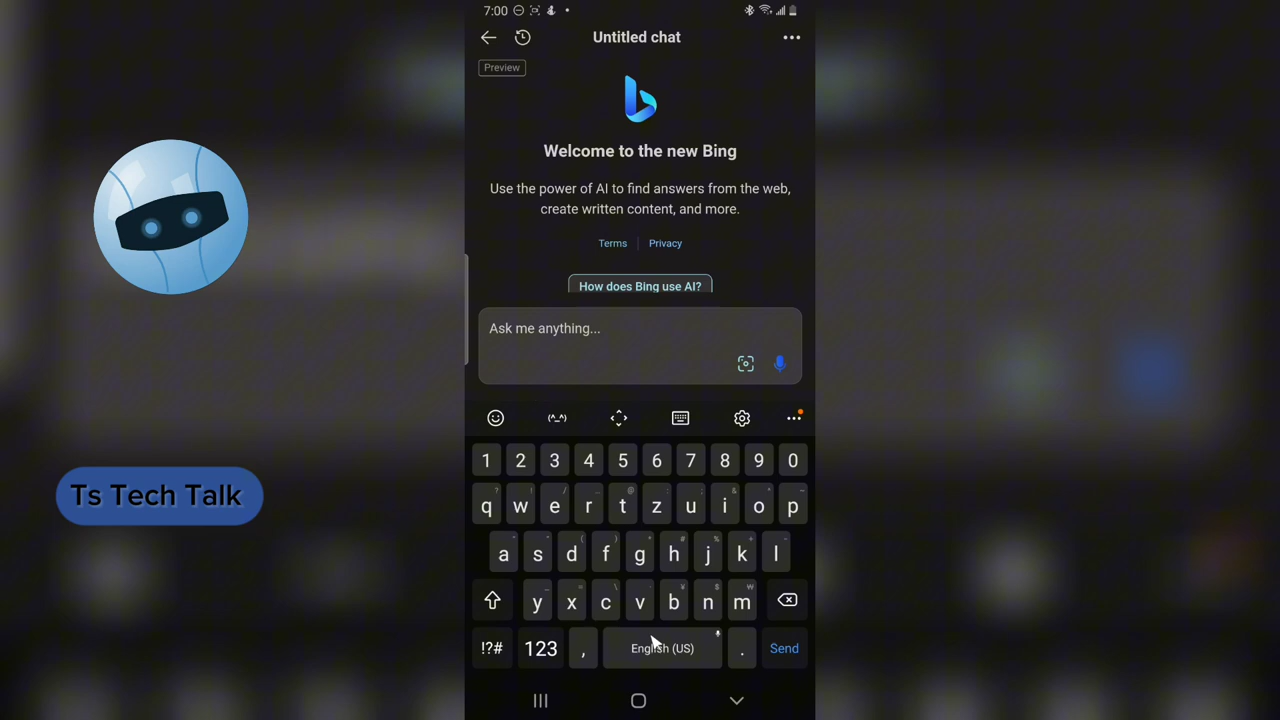 7:00
Untitled chat
Preview
Welcome to the new Bing
Use the power of AI to find answers from the web,
create written content, and more.
Terms | Privacy
How does Bing use AI?
Ask me anything...
(^_^)
1 2 3 4 5 6 7 8 9 0
q w e r t z u i o p
a s d f g h j k l
y x c v b n m
!?# 123 , English (US) . Send
Ts Tech Talk